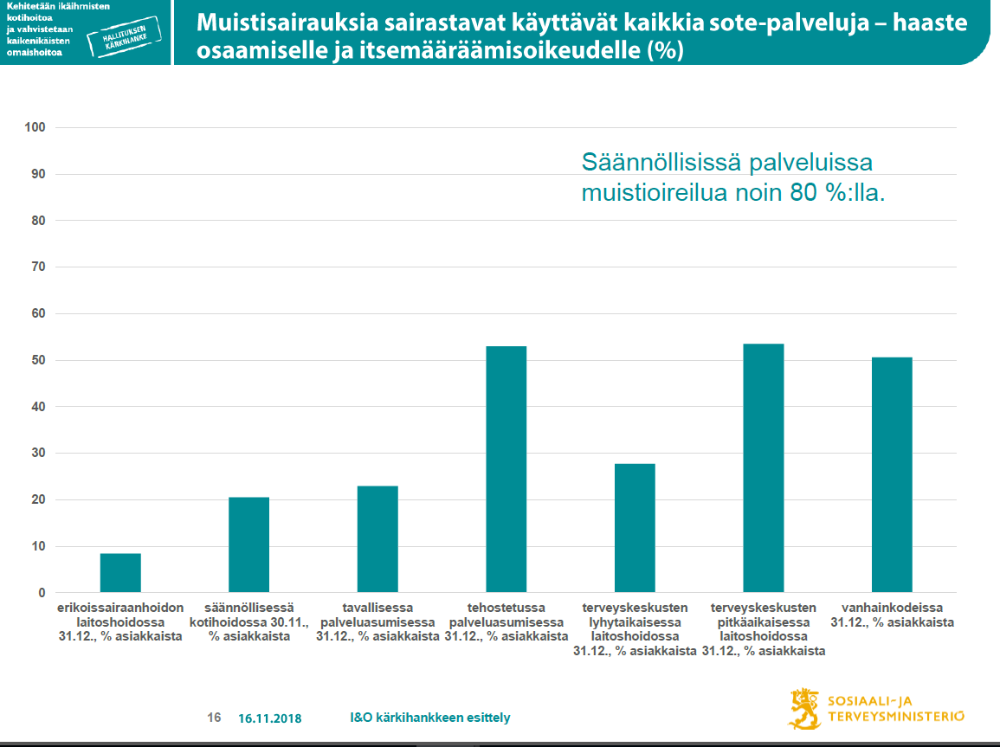 Kehitetään ikäihmisten
kotihoitoa
ja vahvistetaan
kaikenikäisten
omaishoitoa
HALLITUKSEN
KÄRKIHANKE
Muistisairauksia sairastavat käyttävät kaikkia sote-palveluja – haaste
osaamiselle ja itsemääräämisoikeudelle (%)
Säännöllisissä palveluissa
muistioireilua noin 80 %:lla.
100
90
80
70
60
50
40
30
20
10
0
erikoissairaanhoidon
laitoshoidossa
31.12., % asiakkaista
säännöllisessä
kotihoidossa 30.11.,
% asiakkaista
tavallisessa
palveluasumisessa
31.12., % asiakkaista
tehostetussa
palveluasumisessa
31.12., % asiakkaista
terveyskeskusten
lyhytaikaisessa
laitoshoidossa
31.12., % asiakkaista
terveyskeskusten
pitkäaikaisessa
laitoshoidossa
31.12., % asiakkaista
vanhainkodeissa
31.12., % asiakkaista
16 16.11.2018 I&O kärkihankkeen esittely
SOSIAALI- JA
TERVEYSMINISTERIÖ